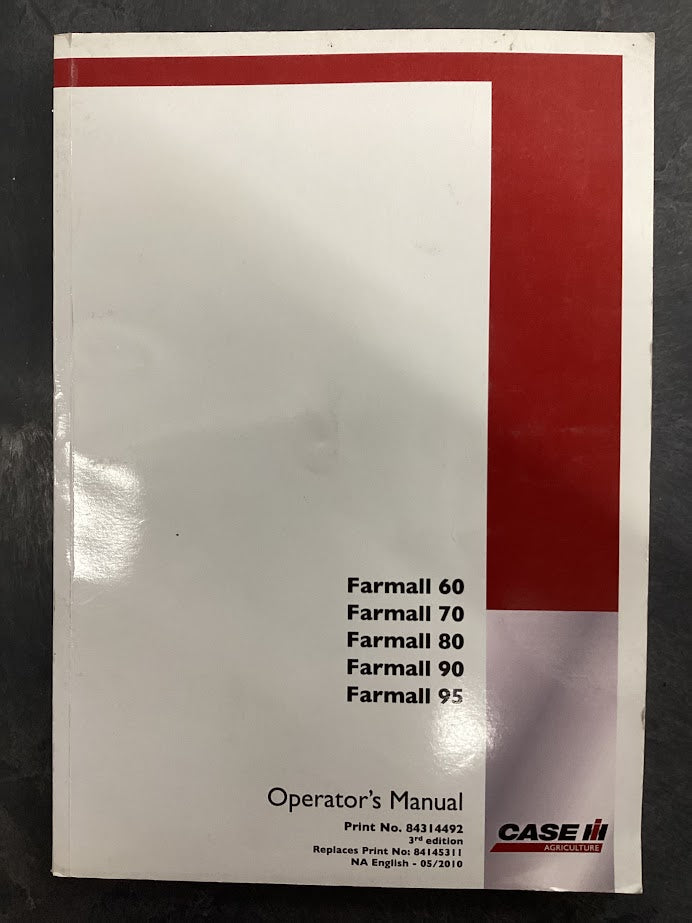 Farmall 60
Farmall 70
Farmall 80
Farmall 90
Farmall 95
Operator's Manual
Print No. 84314492
3rd edition
Replaces Print No: 84145311
NA English - 05/2010
CASE IH
AGRICULTURE